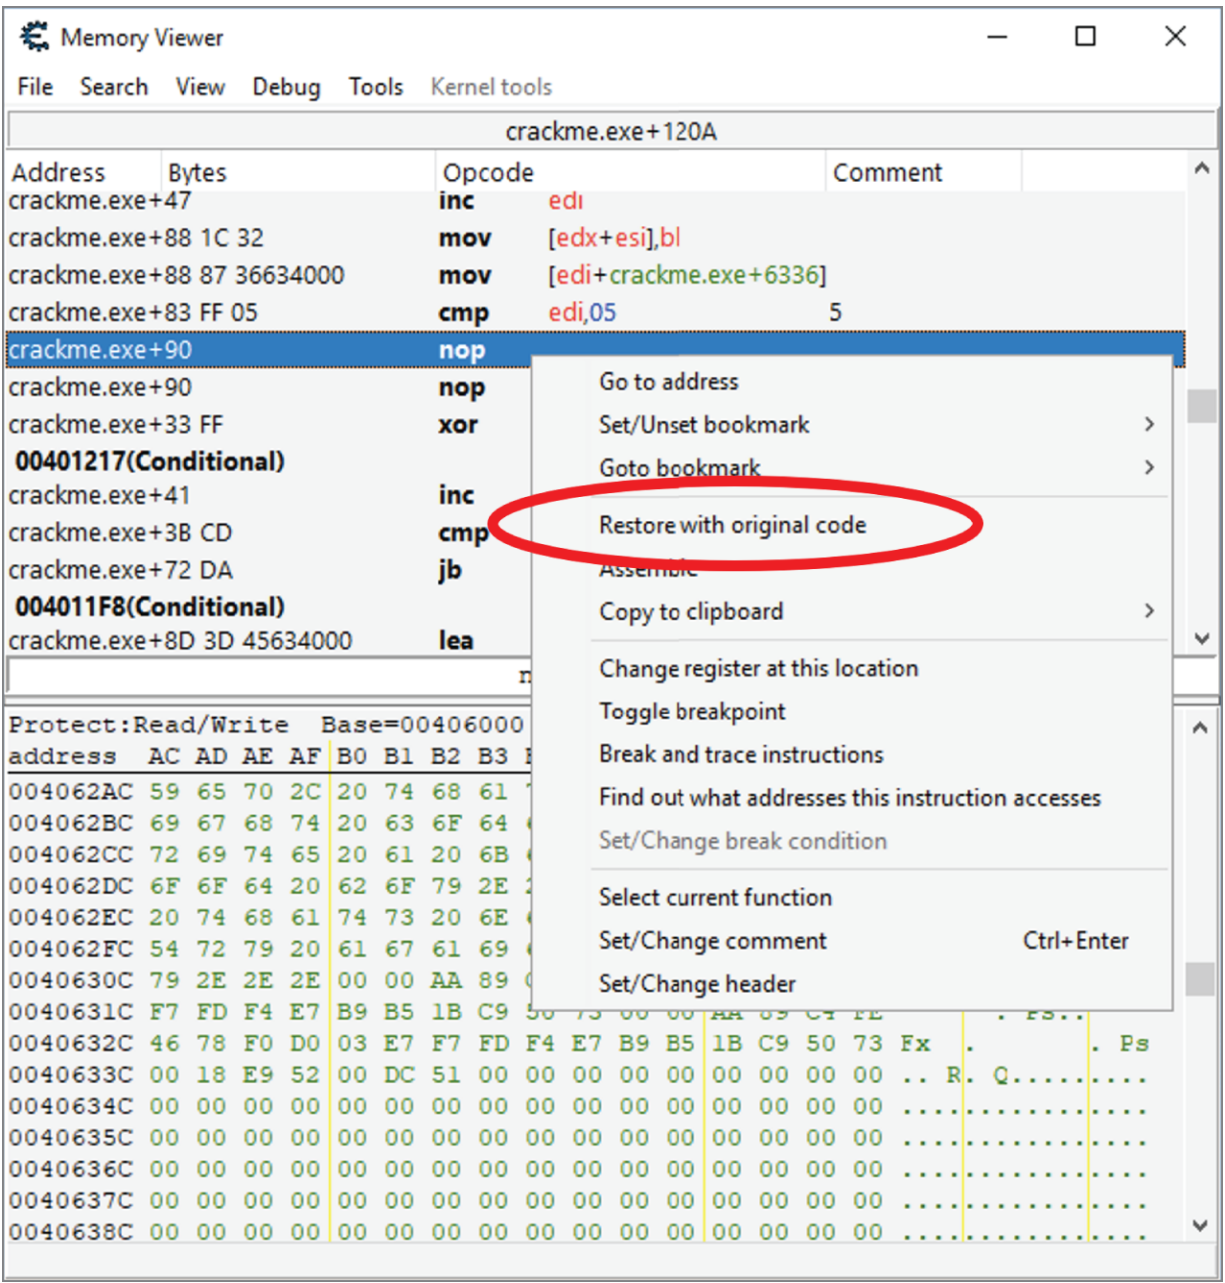 Memory Viewer
File Search View Debug Tools Kernel tools
crackme.exe+120A
Address Bytes Opcode Comment
crackme.exe+47 inc edi
crackme.exe+88 1C 32 mov [edx+esi],bl
crackme.exe+88 87 36634000 mov [edi+crackme.exe+6336]
crackme.exe+83 FF 05 cmp edi,05 5
crackme.exe+90 nop
crackme.exe+90 nop
crackme.exe+33 FF xor
00401217(Conditional)
crackme.exe+41 inc
crackme.exe+3B CD cmp
crackme.exe+72 DA jb
004011F8(Conditional)
crackme.exe+8D 3D 45634000 lea
Go to address
Set/Unset bookmark
Goto bookmark
Restore with original code
Assemble
Copy to clipboard
Change register at this location
Toggle breakpoint
Break and trace instructions
Find out what addresses this instruction accesses
Set/Change break condition
Select current function
Set/Change comment Ctrl+Enter
Set/Change header
Protect:Read/Write Base=00406000
address AC AD AE AF B0 B1 B2 B3
004062AC 59 65 70 2C 20 74 68 61
004062BC 69 67 68 74 20 63 6F 64
004062CC 72 69 74 65 20 61 20 6B
004062DC 6F 6F 64 20 62 6F 79 2E
004062EC 20 74 68 61 74 73 20 6E
004062FC 54 72 79 20 61 67 61 69
0040630C 79 2E 2E 2E 00 00 AA 89
0040631C F7 FD F4 E7 B9 B5 1B C9 50 73 00 00 AA 89 C4 FE . Ps..
0040632C 46 78 F0 D0 03 E7 F7 FD F4 E7 B9 B5 1B C9 50 73 Fx . . Ps
0040633C 00 18 E9 52 00 DC 51 00 00 00 00 00 00 00 00 00 .. R. Q.........
0040634C 00 00 00 00 00 00 00 00 00 00 00 00 00 00 00 00 ................
0040635C 00 00 00 00 00 00 00 00 00 00 00 00 00 00 00 00 ................
0040636C 00 00 00 00 00 00 00 00 00 00 00 00 00 00 00 00 ................
0040637C 00 00 00 00 00 00 00 00 00 00 00 00 00 00 00 00 ................
0040638C 00 00 00 00 00 00 00 00 00 00 00 00 00 00 00 00 ................